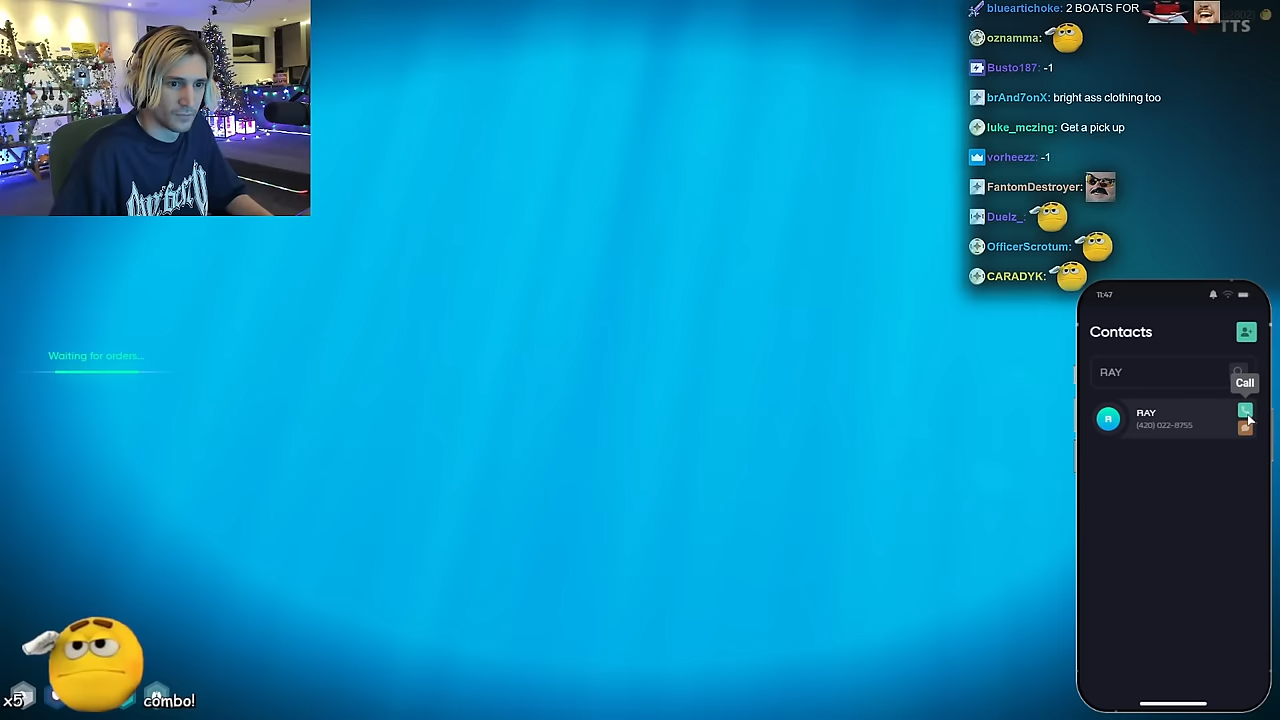 blueartichoke: 2 BOATS FOR
TTS
oznamma:
Busto187: -1
brAnd7onX: bright ass clothing too
luke_mczing: Get a pick up
vorheezz: -1
FantomDestroyer:
Duelz_:
OfficerScrotum:
CARADYK:
11:47
Contacts
RAY
Call
RAY
(420) 022-8755
Waiting for orders...
x5
combo!